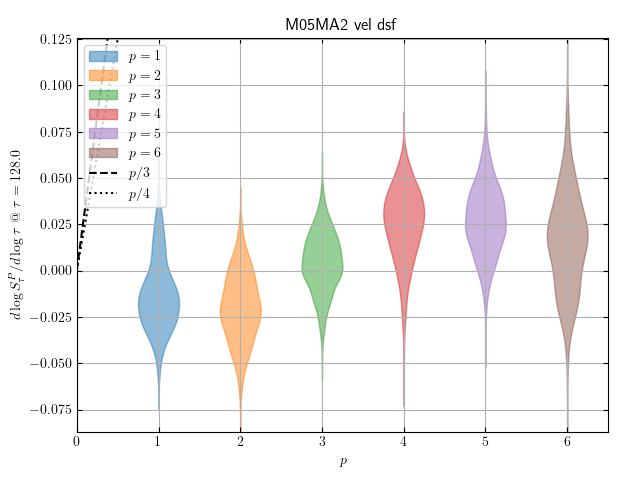 M05MA2 vel dsf
0.125
0.100
0.075
0.050
0.025
0.000
−0.025
−0.050
−0.075
d log S_τ^P / d log τ @ τ = 128.0
p = 1
p = 2
p = 3
p = 4
p = 5
p = 6
p/3
p/4
0 1 2 3 4 5 6
p